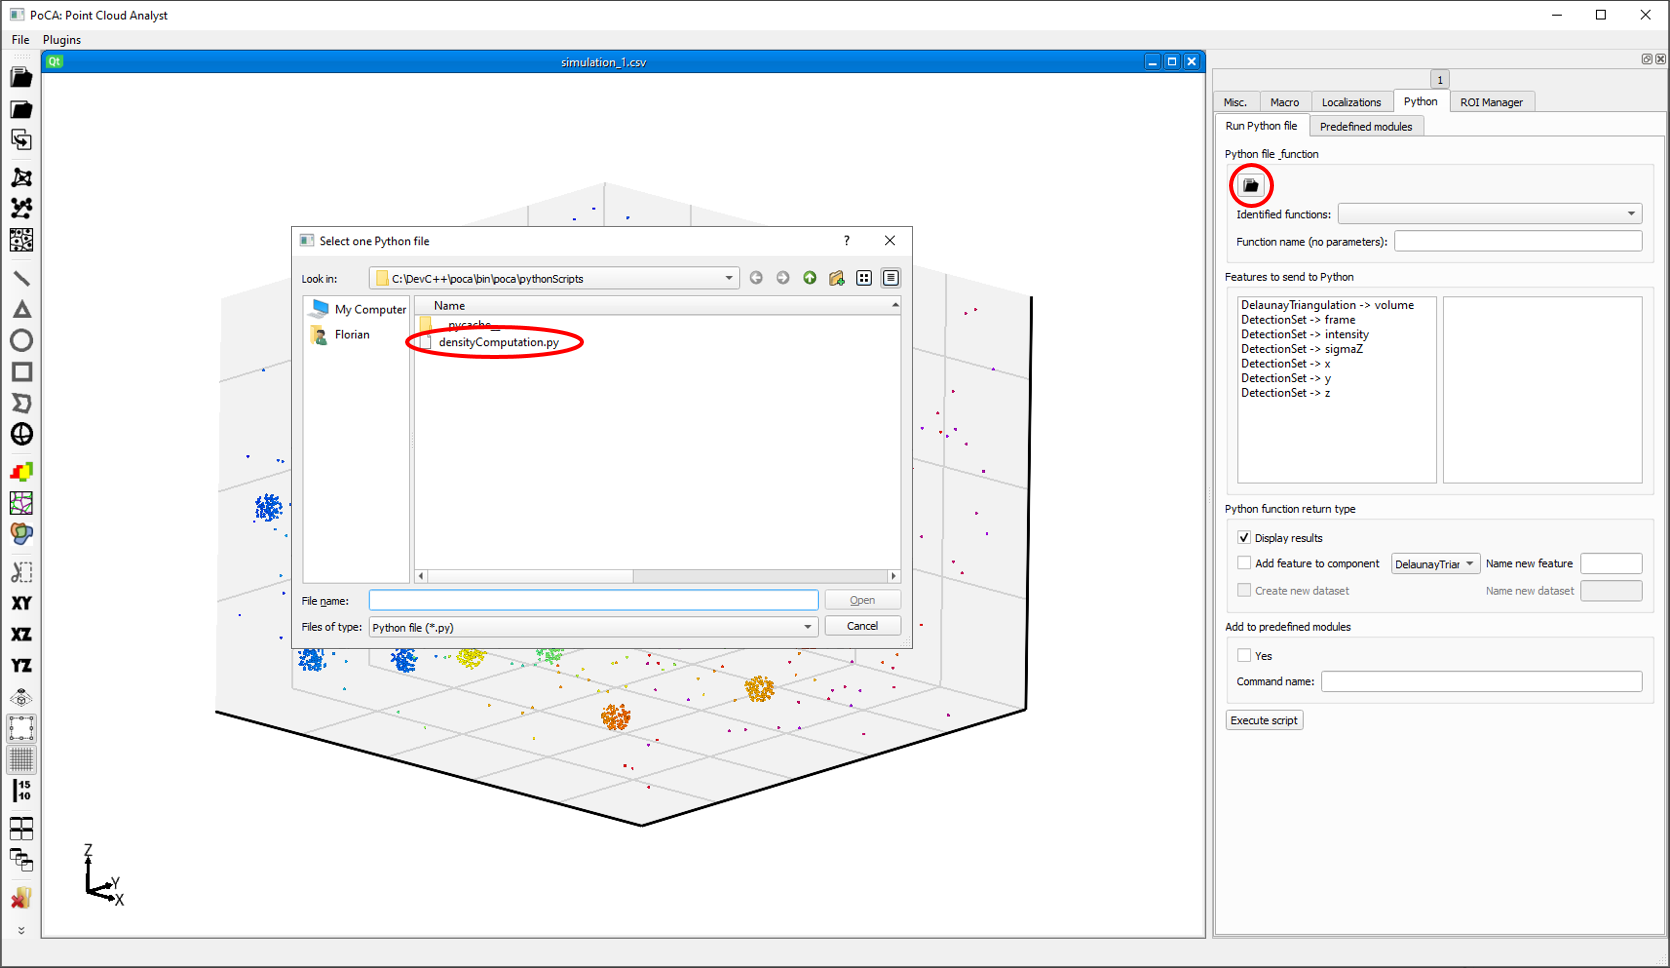 PoCA: Point Cloud Analyst
File Plugins
Qt simulation_1.csv
1
Misc. Macro Localizations Python ROI Manager
Run Python file Predefined modules
Python file _function
Identified functions:
Function name (no parameters):
Features to send to Python
DelaunayTriangulation -> volume
DetectionSet -> frame
DetectionSet -> intensity
DetectionSet -> sigmaZ
DetectionSet -> x
DetectionSet -> y
DetectionSet -> z
Python function return type
Display results
Add feature to component DelaunayTriar Name new feature
Create new dataset Name new dataset
Add to predefined modules
Yes
Command name:
Execute script
Select one Python file ?
Look in: C:\DevC++\poca\bin\poca\pythonScripts
My Computer
Florian
Name
__pycache__
densityComputation.py
File name: Open
Files of type: Python file (*.py) Cancel
XY
XZ
YZ
15
10
Z
Y
X